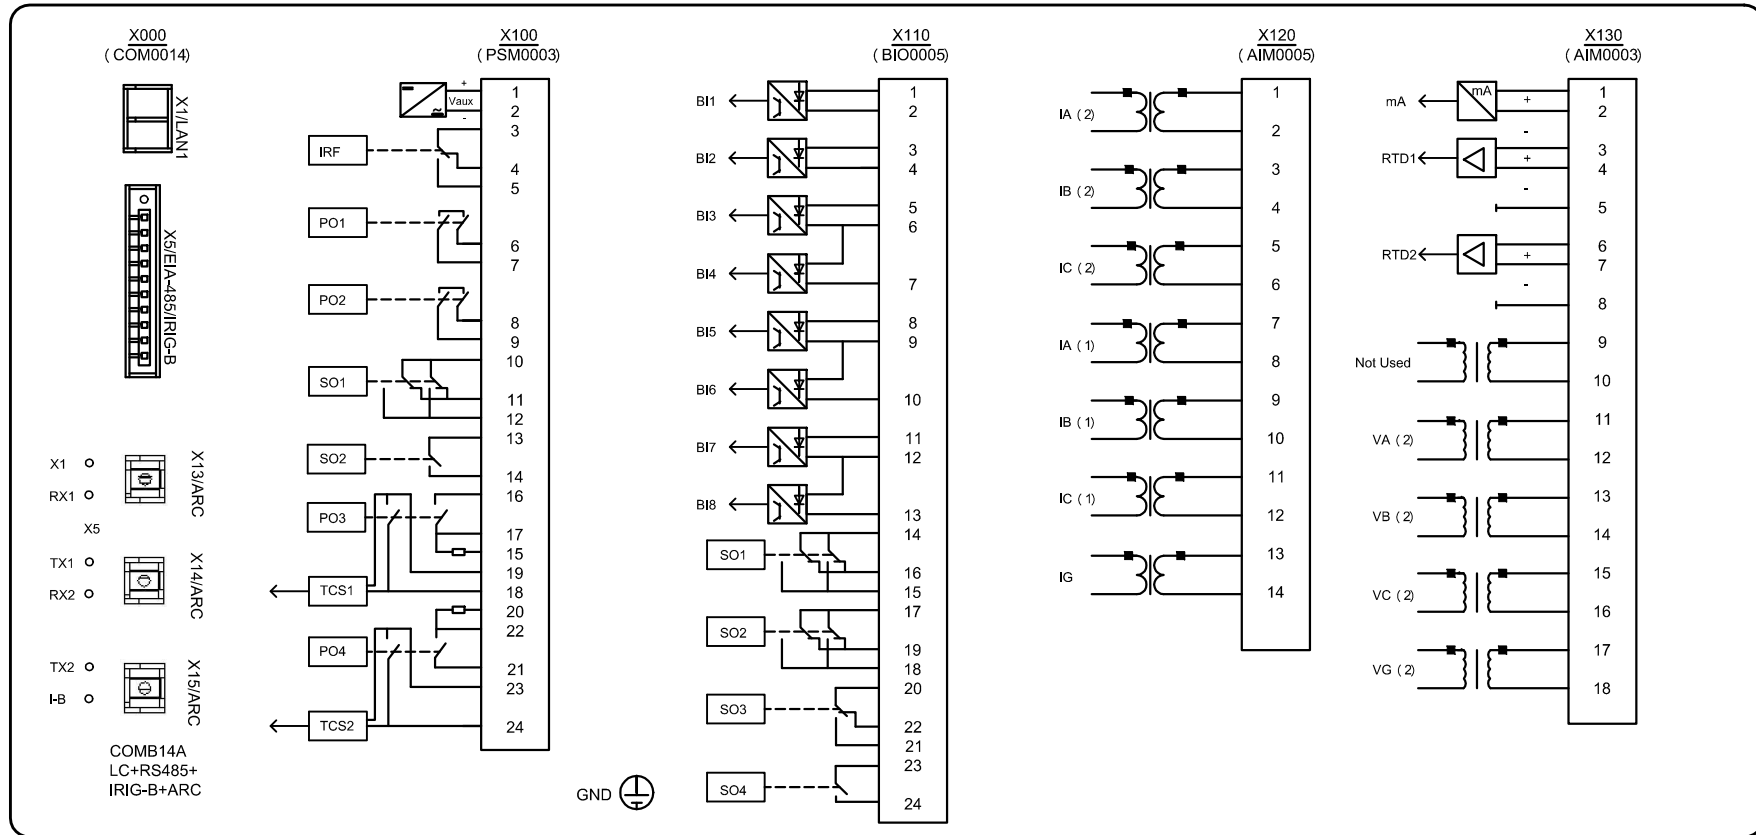 X000
( COM0014)
X1/LAN1
X5/EIA-485/IRIG-B
X13/ARC
X14/ARC
X15/ARC
X1
RX1
X5
TX1
RX2
TX2
I-B
COMB14A
LC+RS485+
IRIG-B+ARC
X100
( PSM0003)
+
Vaux
-
IRF
PO1
PO2
SO1
SO2
PO3
TCS1
PO4
TCS2
1
2
3
4
5
6
7
8
9
10
11
12
13
14
16
17
15
19
18
20
22
21
23
24
GND
X110
( BIO0005)
BI1
BI2
BI3
BI4
BI5
BI6
BI7
BI8
SO1
SO2
SO3
SO4
1
2
3
4
5
6
7
8
9
10
11
12
13
14
16
15
17
19
18
20
22
21
23
24
X120
( AIM0005)
IA ( 2)
IB ( 2)
IC ( 2)
IA ( 1)
IB ( 1)
IC ( 1)
IG
1
2
3
4
5
6
7
8
9
10
11
12
13
14
X130
( AIM0003)
mA
mA
+
-
RTD1
+
-
RTD2
+
-
Not Used
VA ( 2)
VB ( 2)
VC ( 2)
VG ( 2)
1
2
3
4
5
6
7
8
9
10
11
12
13
14
15
16
17
18